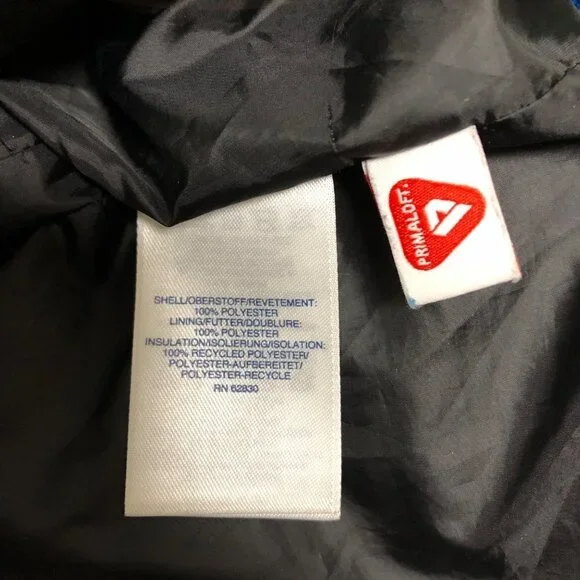 SHELL/OBERSTOFF/REVETEMENT:
100% POLYESTER
LINING/FUTTER/DOUBLURE:
100% POLYESTER
INSULATION/ISOLIERUNG/ISOLATION:
100% RECYCLED POLYESTER/
POLYESTER-AUFBEREITET/
POLYESTER-RECYCLE
RN 62830
PRIMALOFT.